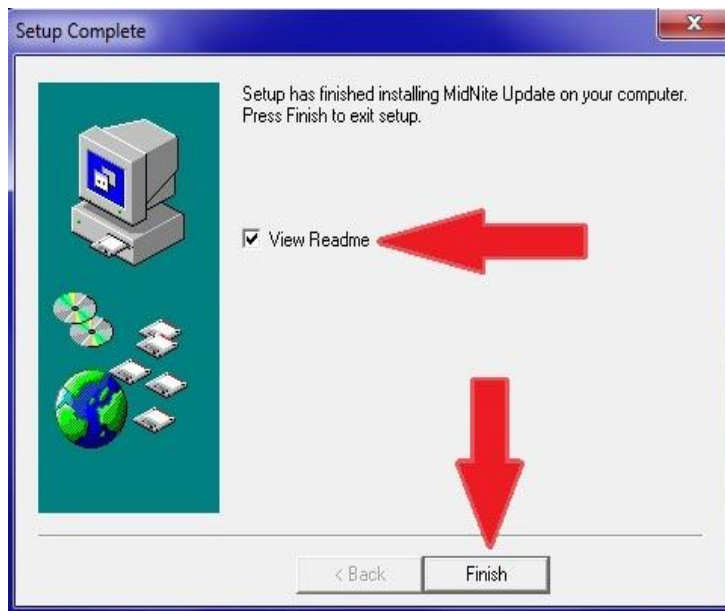 Setup Complete
Setup has finished installing MidNite Update on your computer.
Press Finish to exit setup.
View Readme
< Back
Finish